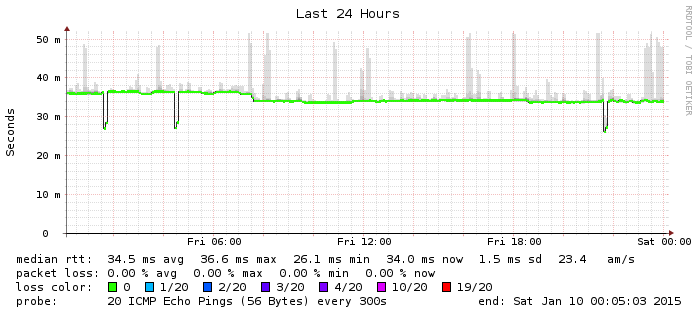 Last 24 Hours
RRDTOOL / TOBI OETIKER
Seconds
50 m
40 m
30 m
20 m
10 m
0
Fri 06:00 Fri 12:00 Fri 18:00 Sat 00:00
median rtt: 34.5 ms avg 36.6 ms max 26.1 ms min 34.0 ms now 1.5 ms sd 23.4 am/s
packet loss: 0.00 % avg 0.00 % max 0.00 % min 0.00 % now
loss color: 0 1/20 2/20 3/20 4/20 10/20 19/20
probe: 20 ICMP Echo Pings (56 Bytes) every 300s end: Sat Jan 10 00:05:03 2015